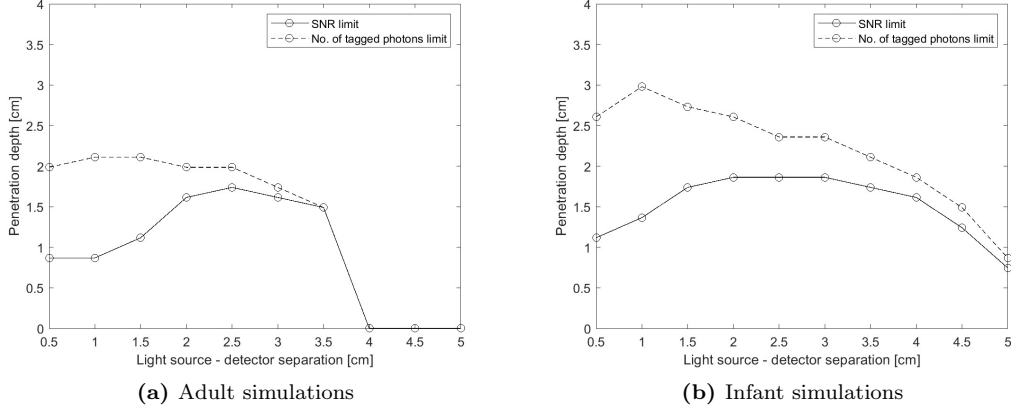 4
3.5
3
2.5
2
1.5
1
0.5
0
Penetration depth [cm]
SNR limit
No. of tagged photons limit
0.5 1 1.5 2 2.5 3 3.5 4 4.5 5
Light source - detector separation [cm]
(a) Adult simulations
4
3.5
3
2.5
2
1.5
1
0.5
0
Penetration depth [cm]
SNR limit
No. of tagged photons limit
0.5 1 1.5 2 2.5 3 3.5 4 4.5 5
Light source - detector separation [cm]
(b) Infant simulations